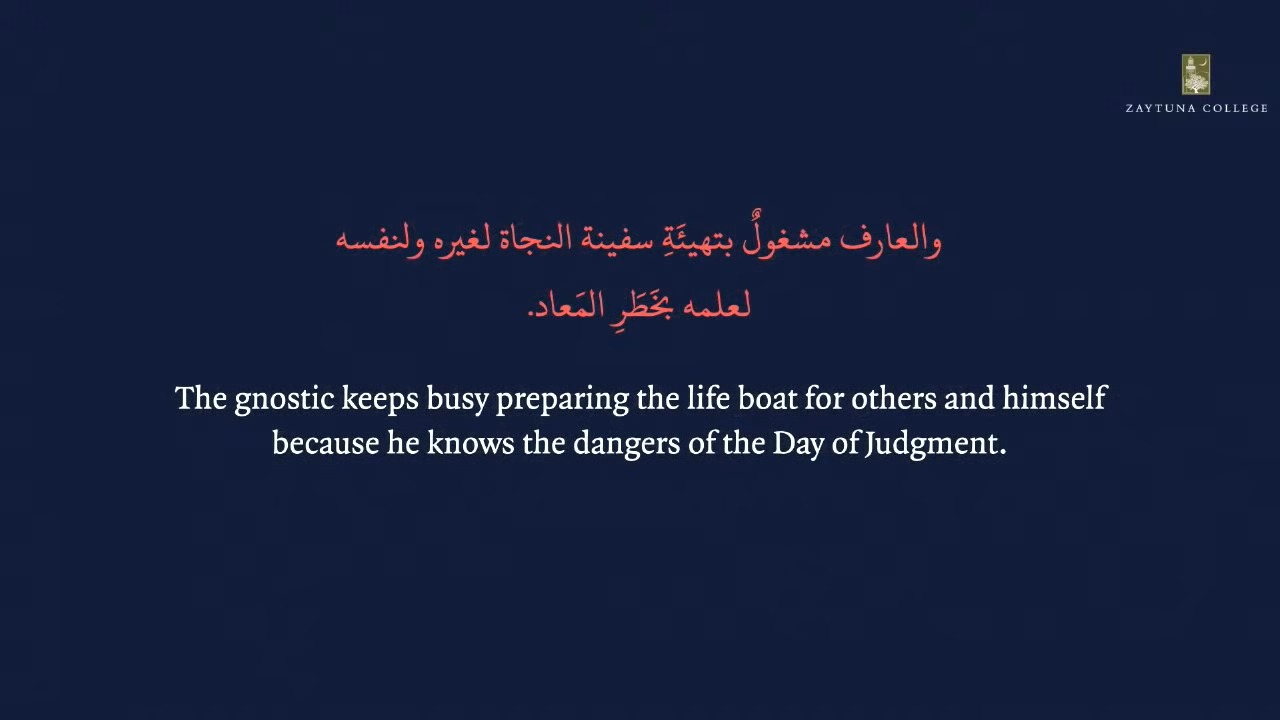 ZAYTUNA COLLEGE
والعارف مشغولٌ بتهيئَةِ سفينة النجاة لغيره ولنفسه
لعلمه بخَطَرِ المَعاد.
The gnostic keeps busy preparing the life boat for others and himself
because he knows the dangers of the Day of Judgment.